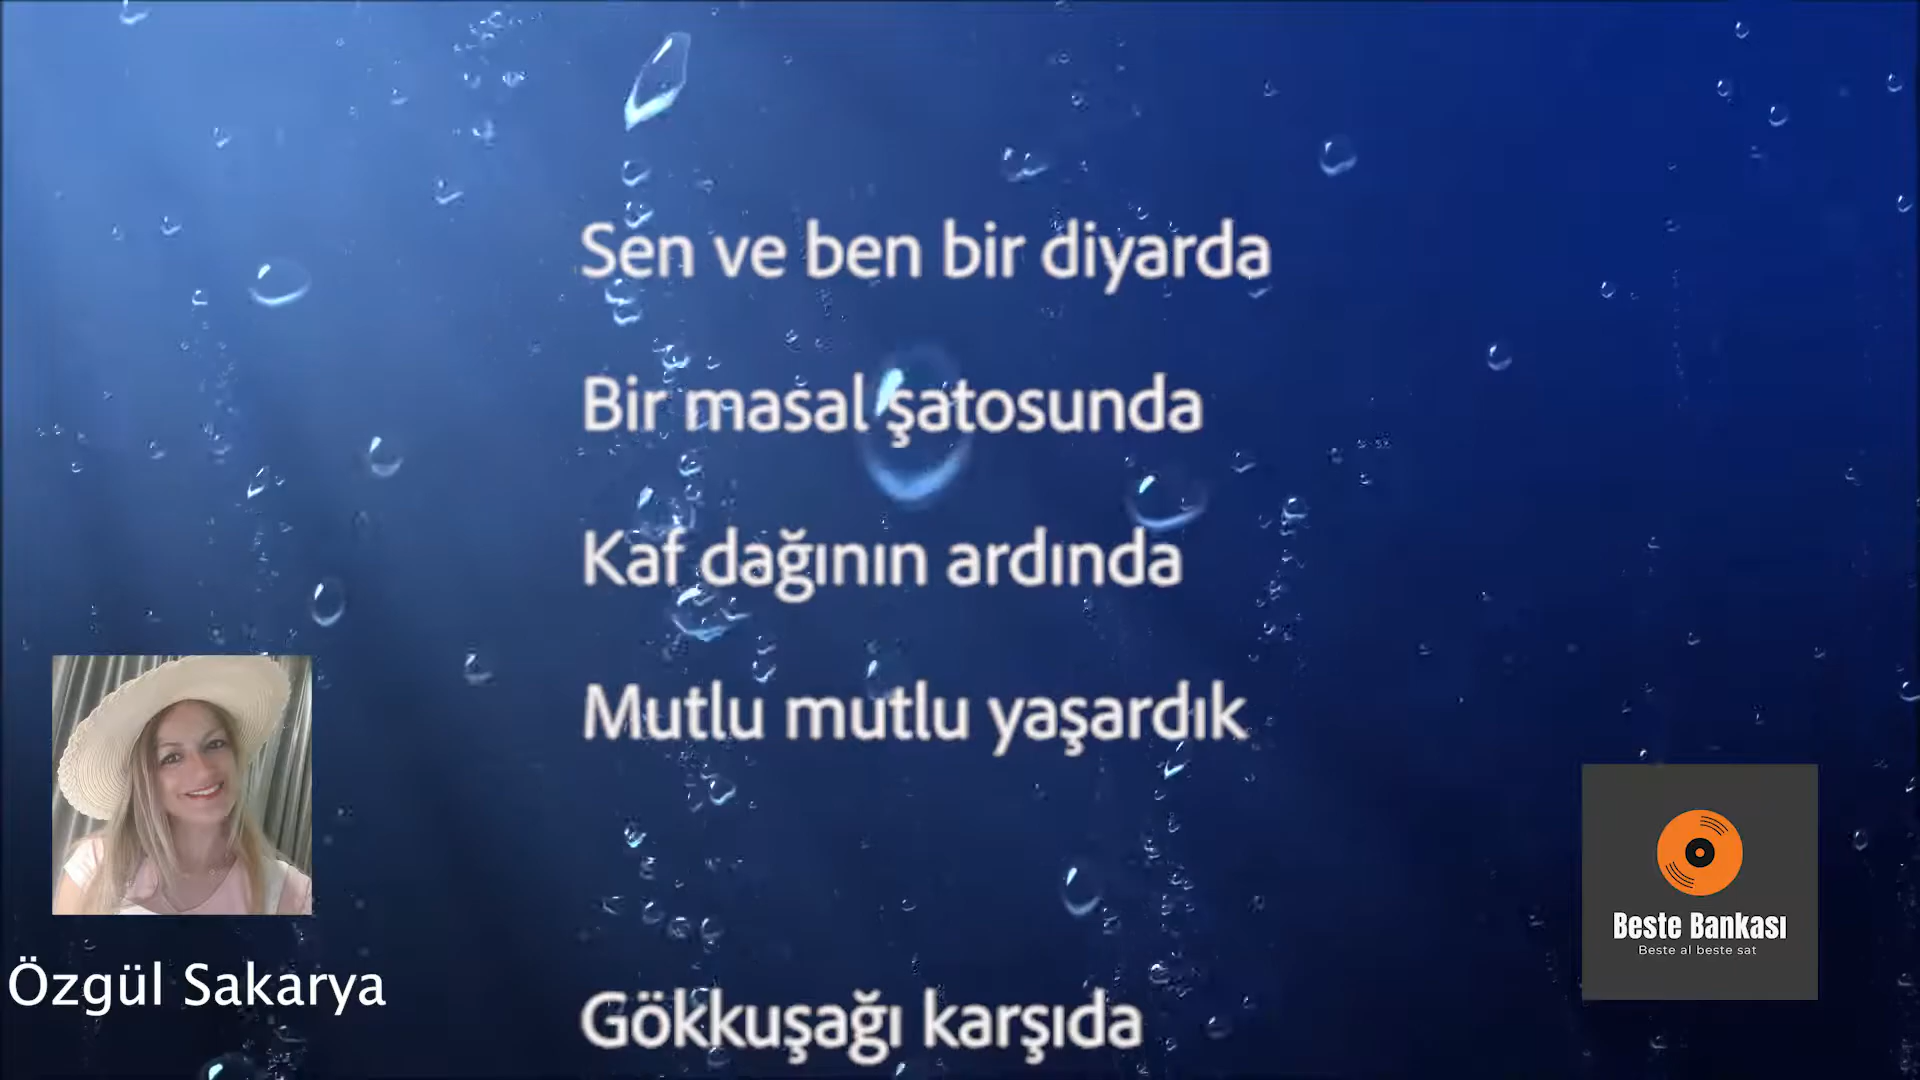 Sen ve ben bir diyarda
Bir masal şatosunda
Kaf dağının ardında
Mutlu mutlu yaşardık
Gökkuşağı karşıda
Özgül Sakarya
Beste Bankası
Beste al beste sat